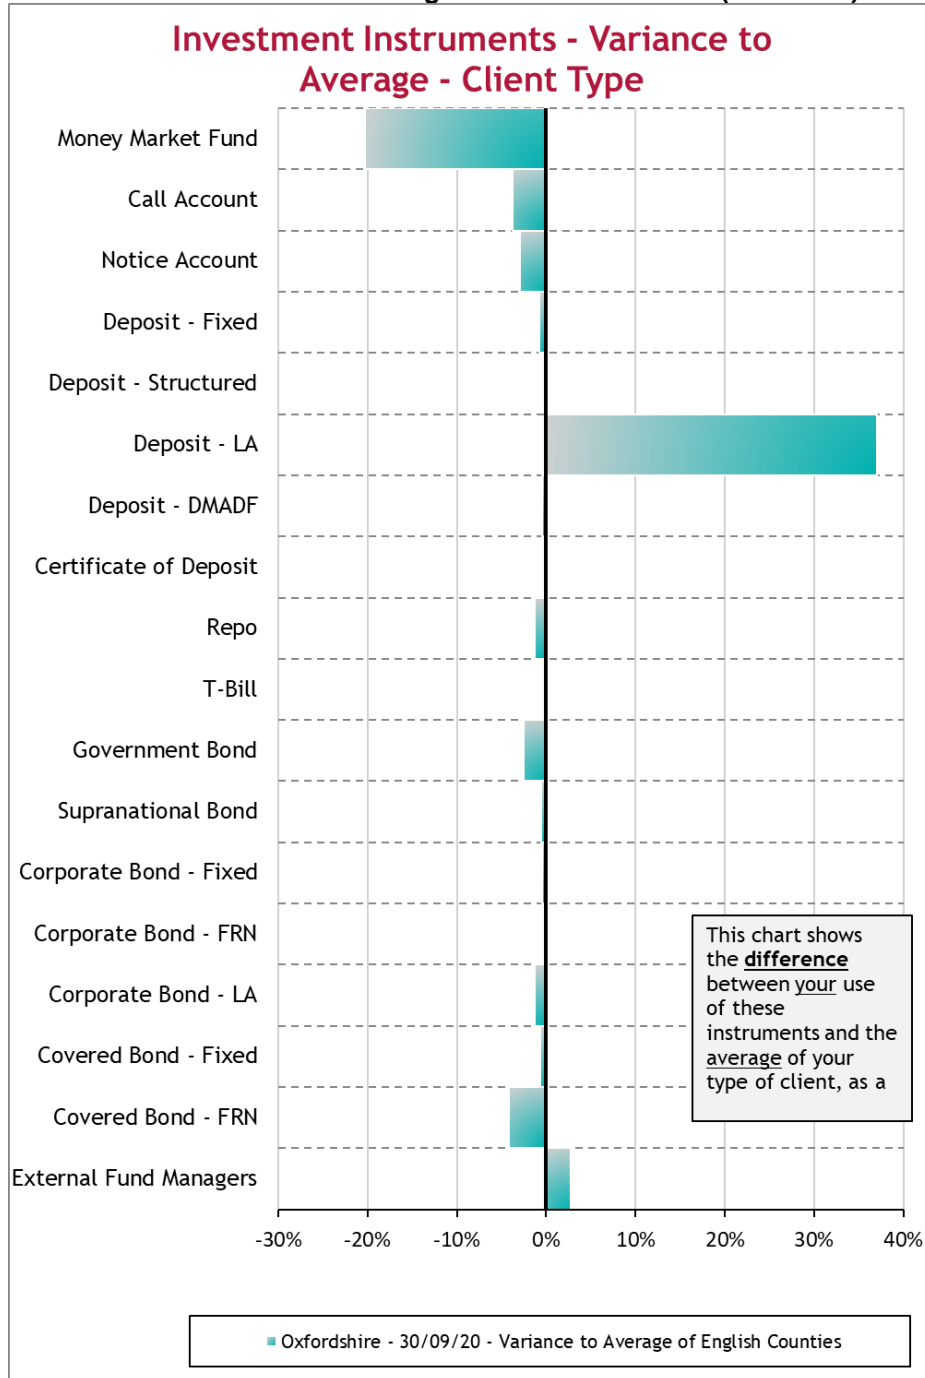 Investment Instruments - Variance to
Average - Client Type
Money Market Fund
Call Account
Notice Account
Deposit - Fixed
Deposit - Structured
Deposit - LA
Deposit - DMADF
Certificate of Deposit
Repo
T-Bill
Government Bond
Supranational Bond
Corporate Bond - Fixed
Corporate Bond - FRN
Corporate Bond - LA
Covered Bond - Fixed
Covered Bond - FRN
External Fund Managers
This chart shows
the difference
between your use
of these
instruments and the
average of your
type of client, as a
-30% -20% -10% 0% 10% 20% 30% 40%
Oxfordshire - 30/09/20 - Variance to Average of English Counties